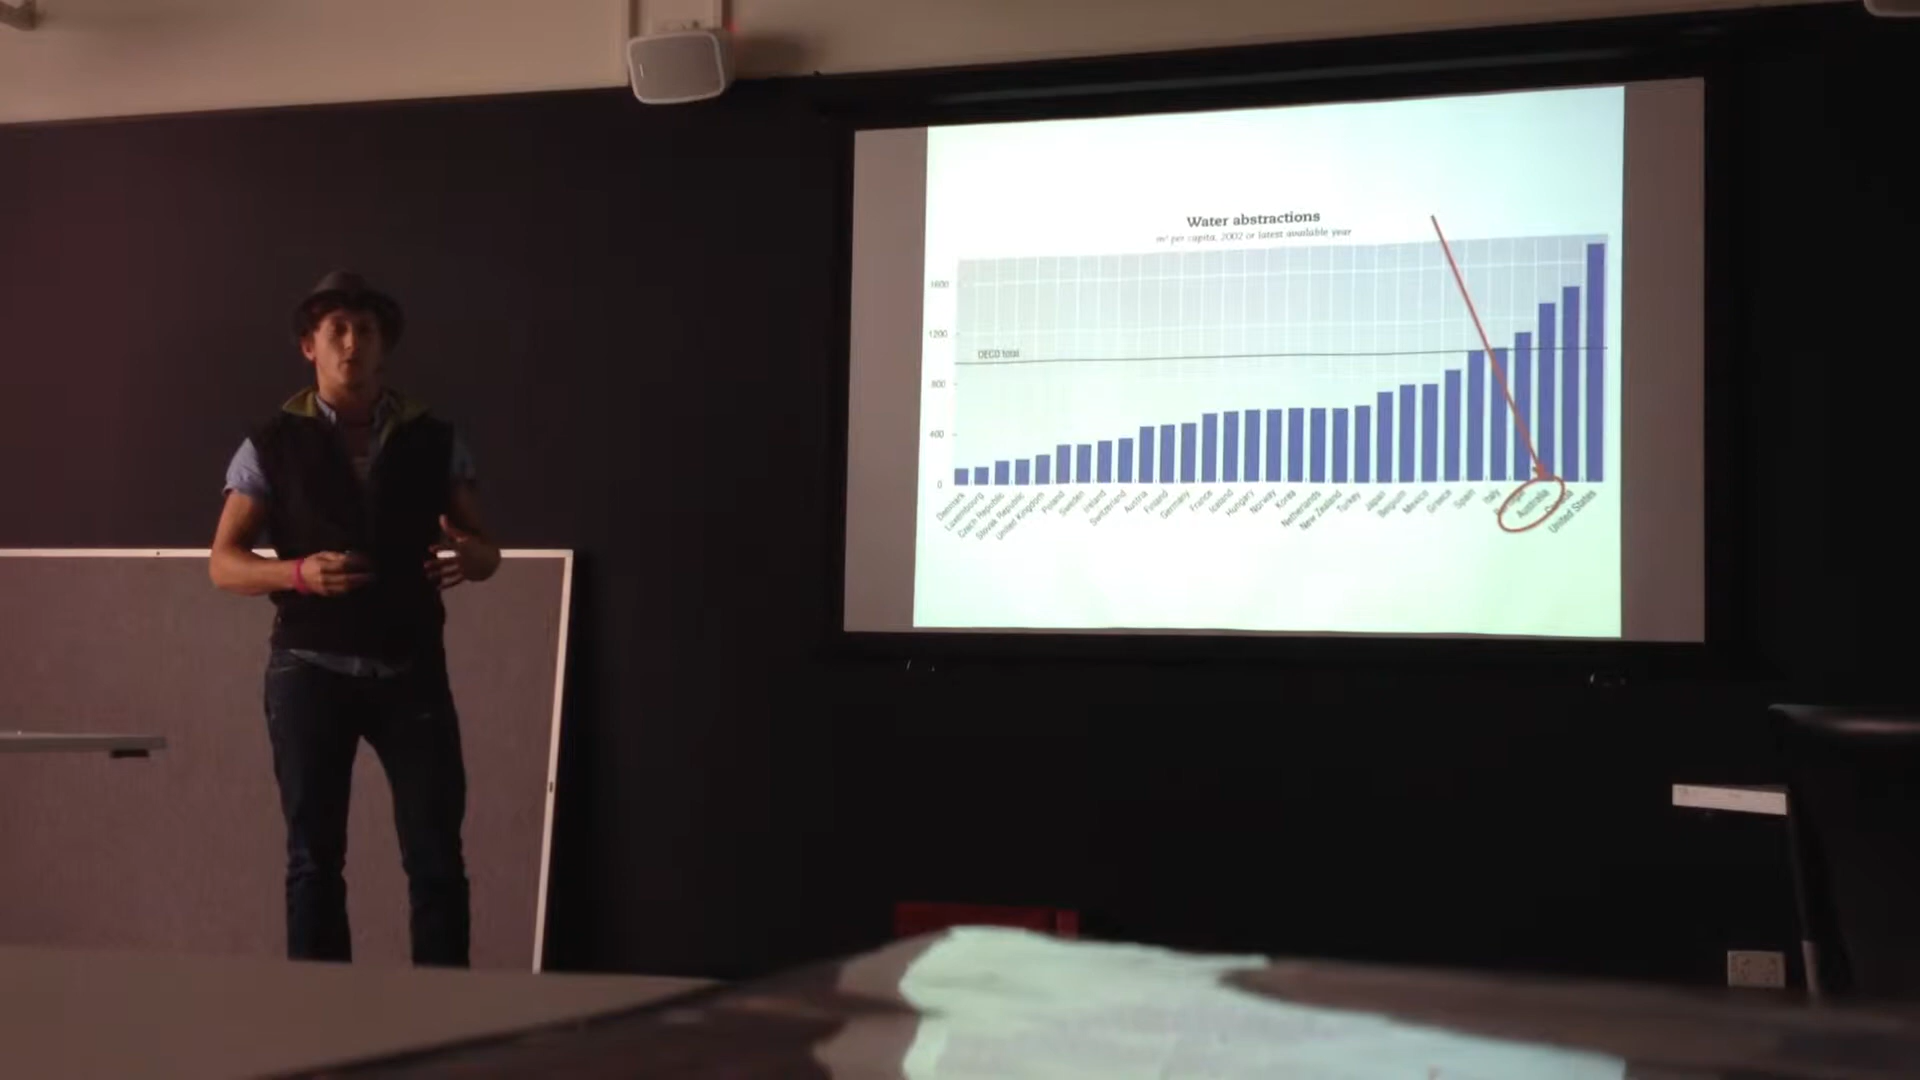 Water abstractions
m³ per capita, 2002 or latest available year
1600
1200
OECD total
800
400
0
Denmark
Luxembourg
Czech Republic
Slovak Republic
United Kingdom
Poland
Sweden
Ireland
Switzerland
Austria
Finland
Germany
France
Iceland
Hungary
Norway
Korea
Netherlands
New Zealand
Turkey
Japan
Belgium
Mexico
Greece
Spain
Italy
Australia
United States